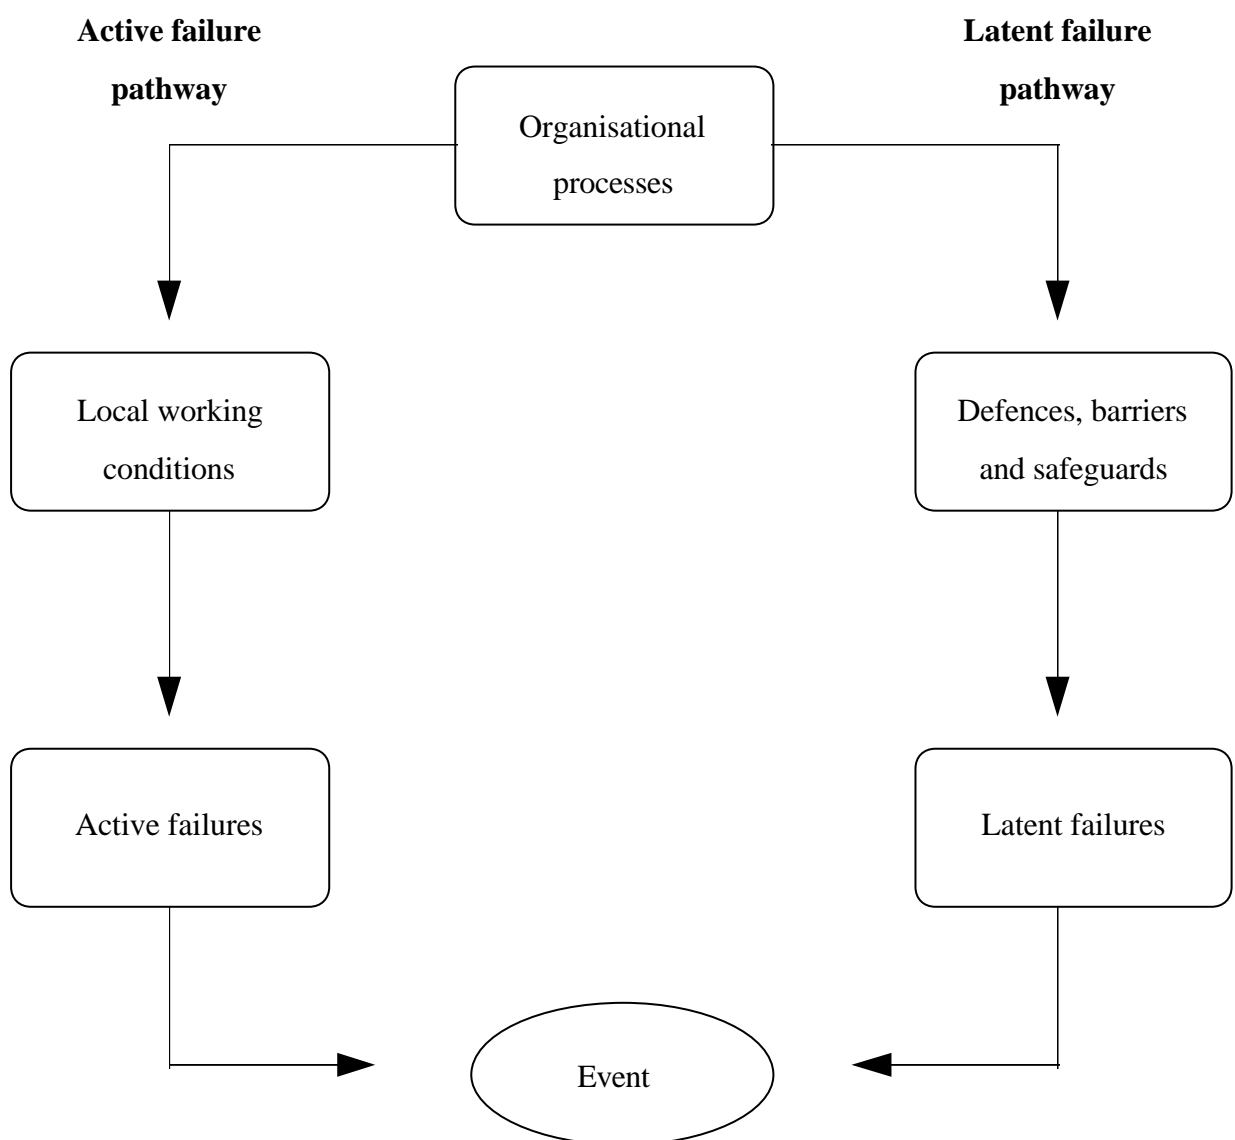 Active failure
pathway
Latent failure
pathway
Organisational
processes
Local working
conditions
Defences, barriers
and safeguards
Active failures
Latent failures
Event